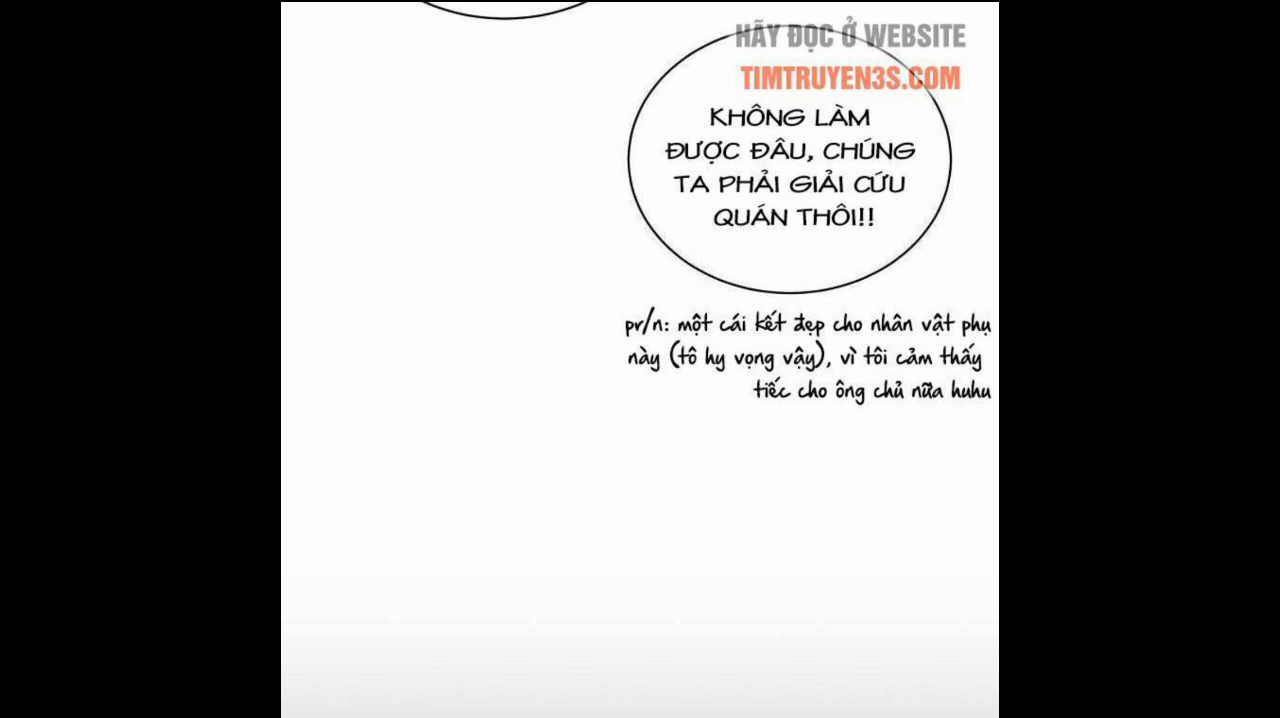 HÃY ĐỌC Ở WEBSITE
TIMTRUYEN3S.COM
KHÔNG LÀM
ĐƯỢC ĐÂU, CHÚNG
TA PHẢI GIẢI CỨU
QUÁN THÔI!!
pr/n: một cái kết đẹp cho nhân vật phụ
này (tô hy vọng vậy), vì tôi cảm thấy
tiếc cho ông chủ nữa huhu